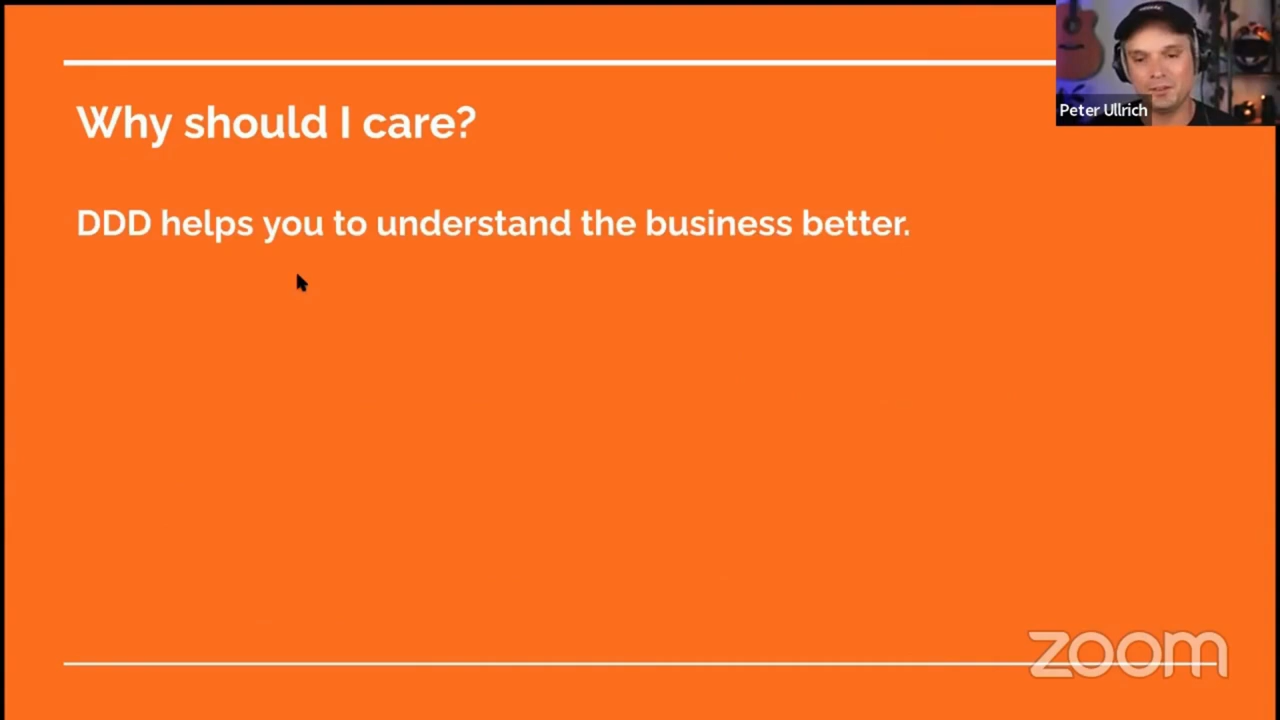 Why should I care?
Peter Ullrich
DDD helps you to understand the business better.
zoom